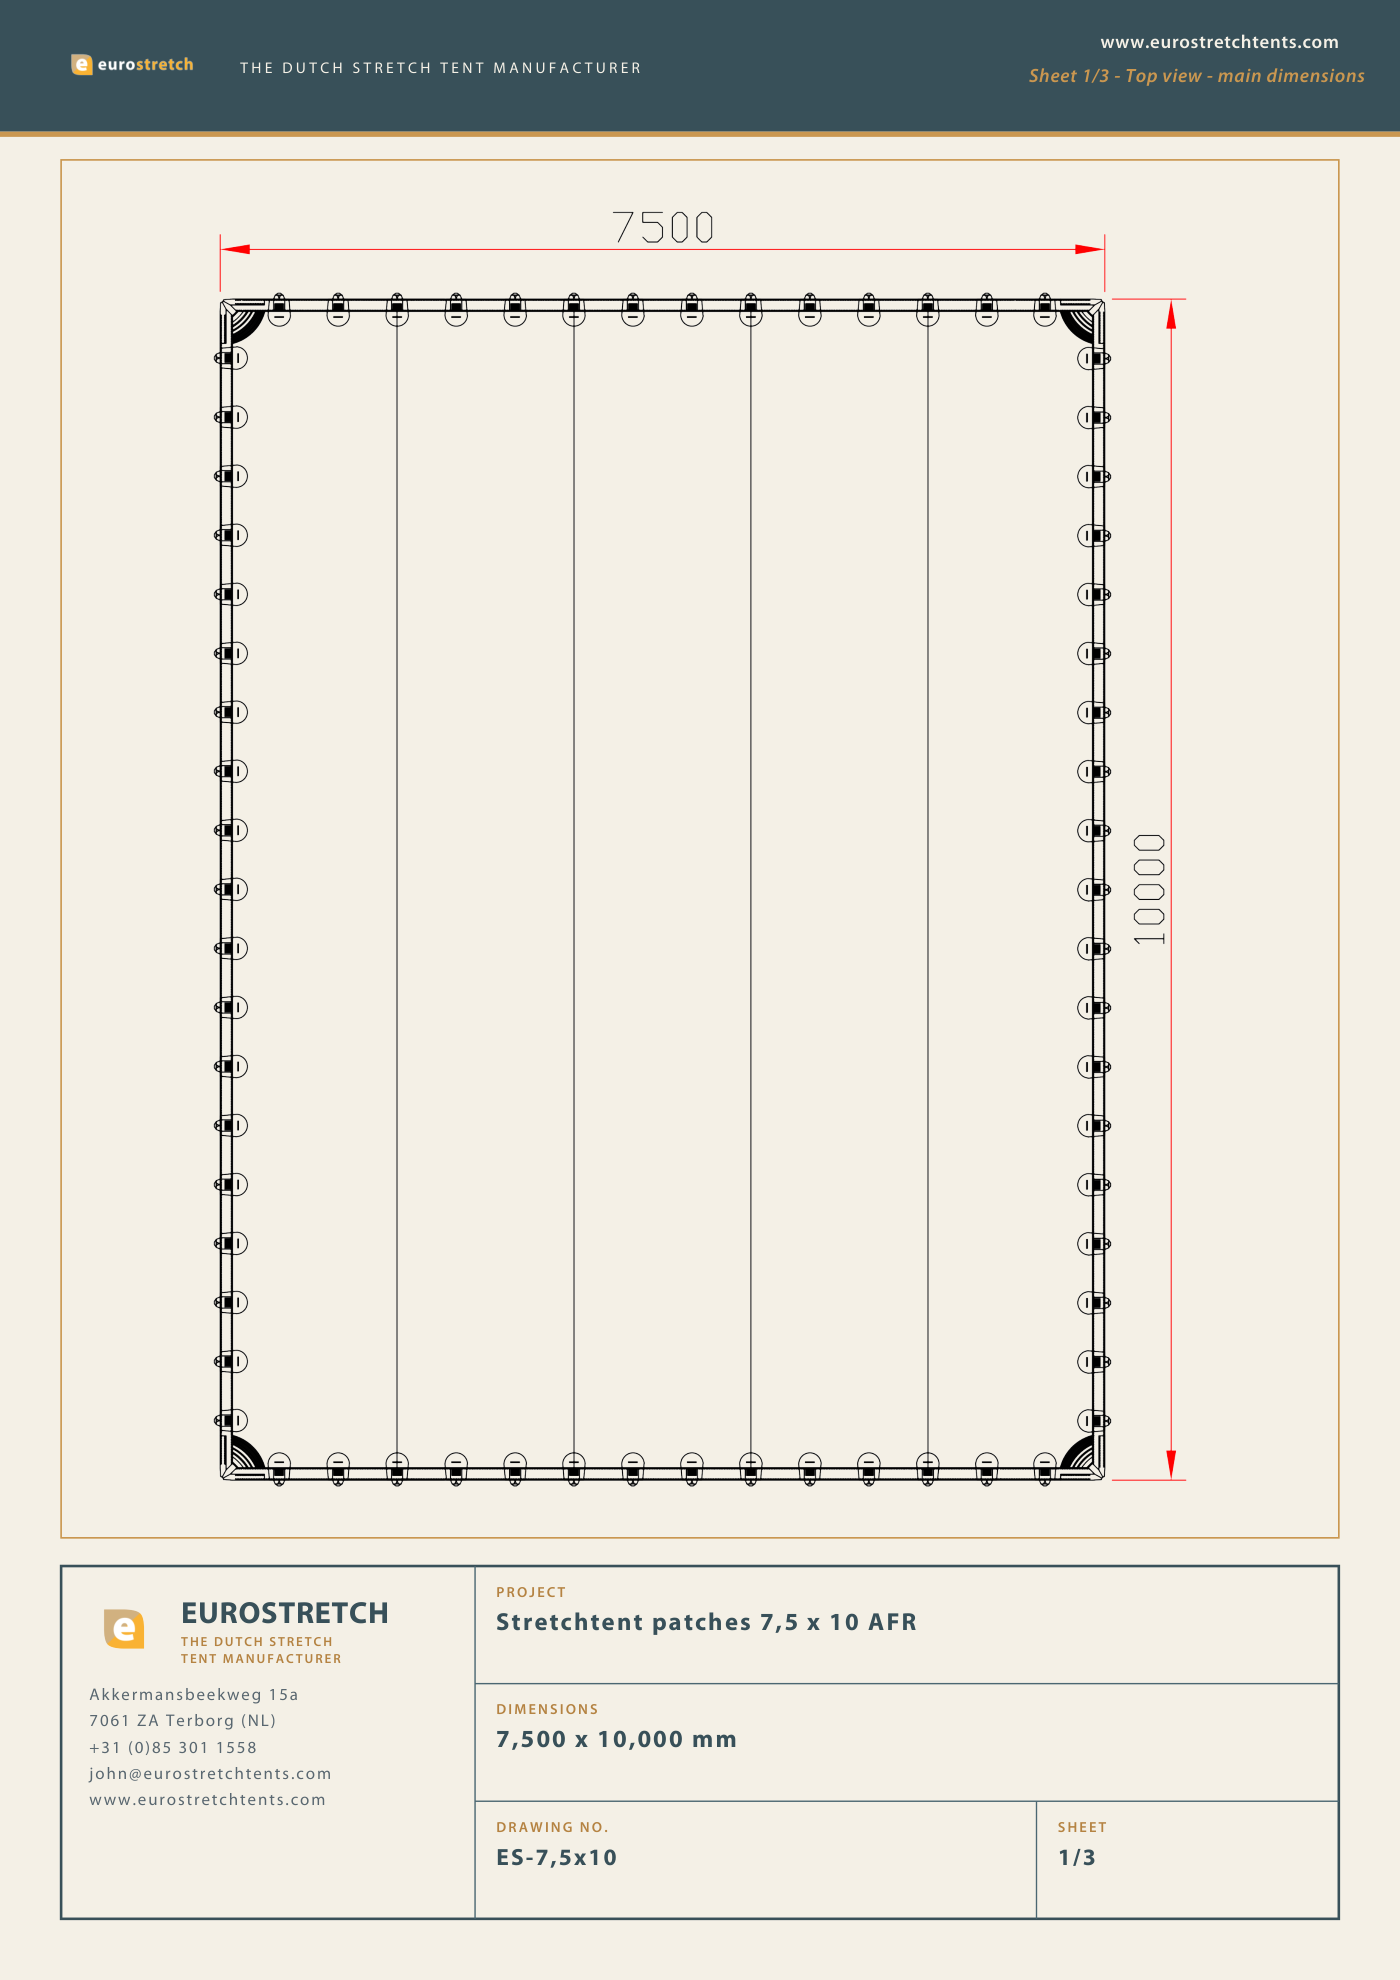 eurostretch
THE DUTCH STRETCH TENT MANUFACTURER
www.eurostretchtents.com
Sheet 1/3 - Top view - main dimensions
7500
10000
EUROSTRETCH
THE DUTCH STRETCH
TENT MANUFACTURER
Akkermansbeekweg 15a
7061 ZA Terborg (NL)
+31 (0)85 301 1558
john@eurostretchtents.com
www.eurostretchtents.com
PROJECT
Stretchtent patches 7,5 x 10 AFR
DIMENSIONS
7,500 x 10,000 mm
DRAWING NO.
ES-7,5x10
SHEET
1/3